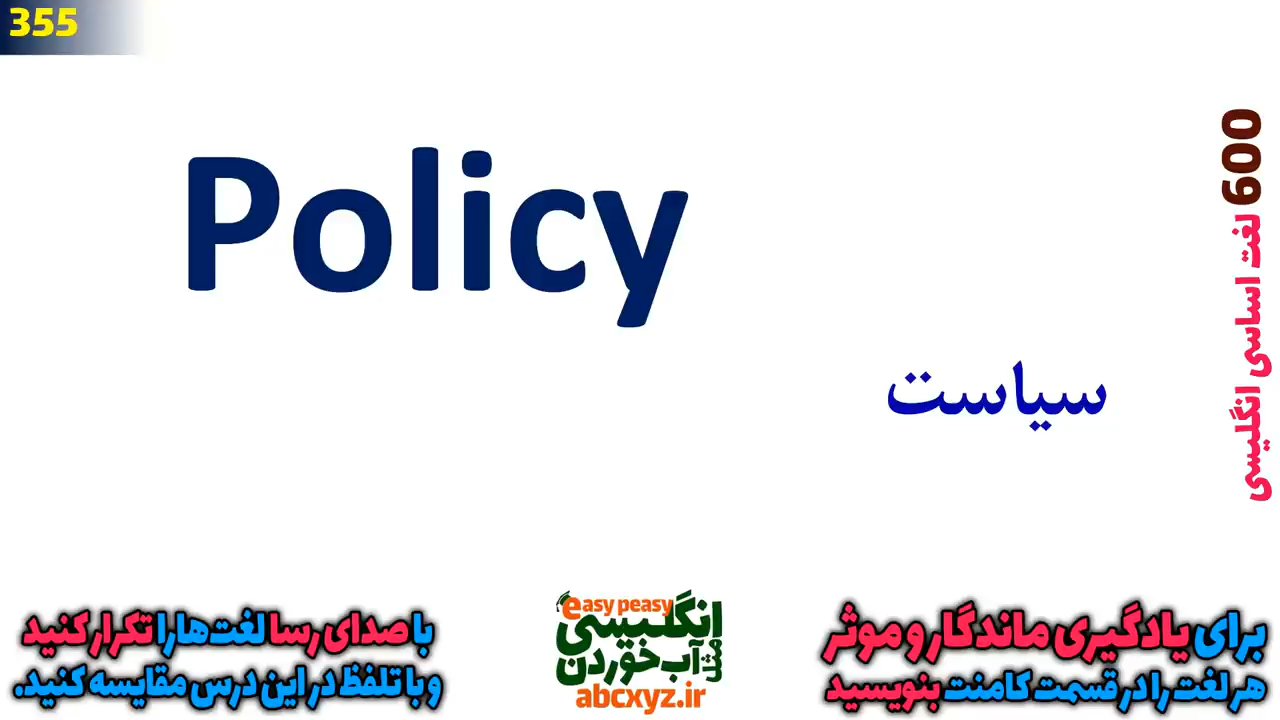 355
Policy
سیاست
600 لغت اساسی انگلیسی
برای یادگیری ماندگار و موثر
هر لغت را در قسمت کامنت بنویسید
easy peasy
انگلیسی
مثل آب خوردن
abcxyz.ir
با صدای رسا لغت‌ها را تکرار کنید
و با تلفظ در این درس مقایسه کنید.